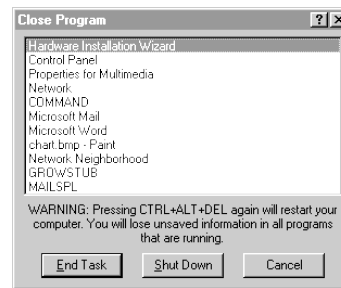 Close Program
Hardware Installation Wizard
Control Panel
Properties for Multimedia
Network
COMMAND
Microsoft Mail
Microsoft Word
chart.bmp - Paint
Network Neighborhood
GROWSTUB
MAILSPL
WARNING: Pressing CTRL+ALT+DEL again will restart your
computer. You will lose unsaved information in all programs
that are running.
End Task Shut Down Cancel